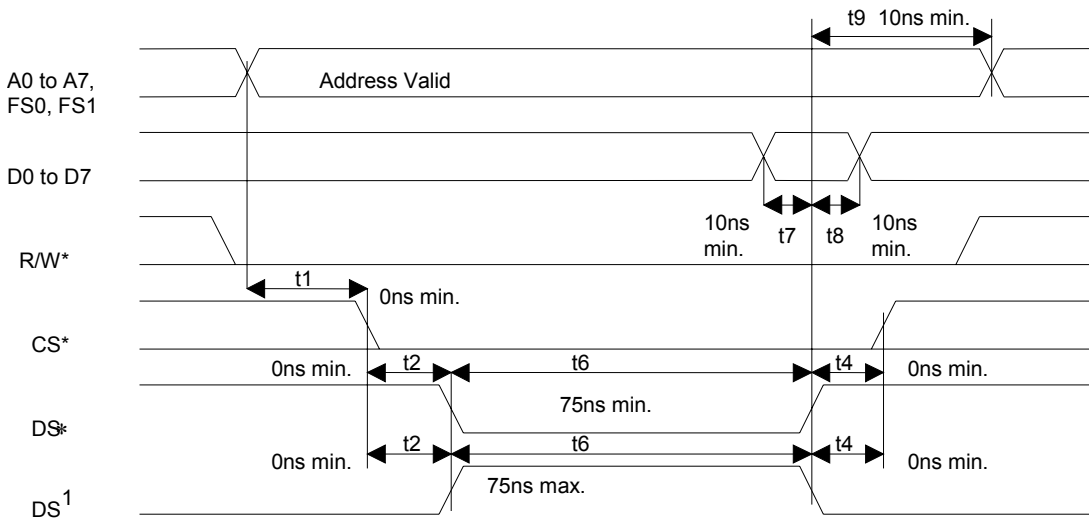 t9 10ns min.
A0 to A7,
FS0, FS1
Address Valid
D0 to D7
10ns
min.
t7
t8
10ns
min.
R/W*
t1
0ns min.
CS*
0ns min.
t2
t6
t4
0ns min.
75ns min.
DS*
0ns min.
t2
t6
t4
0ns min.
75ns max.
DS1